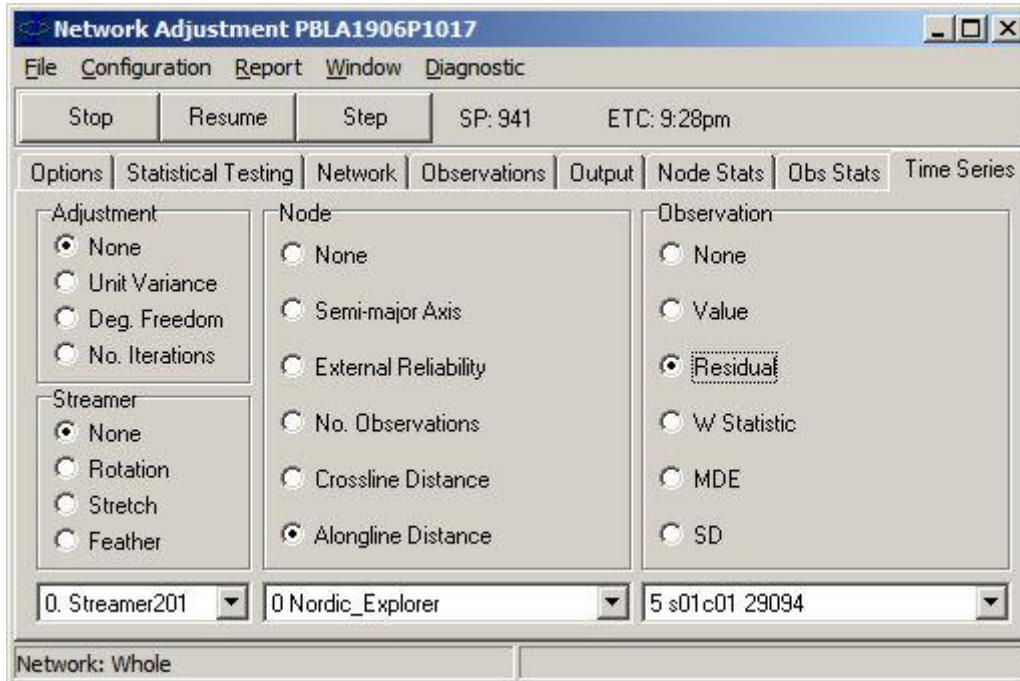 Network Adjustment PBLA1906P1017
File Configuration Report Window Diagnostic
Stop Resume Step SP: 941 ETC: 9:28pm
Options Statistical Testing Network Observations Output Node Stats Obs Stats Time Series
Adjustment
None
Unit Variance
Deg. Freedom
No. Iterations
Streamer
None
Rotation
Stretch
Feather
0. Streamer201
Node
None
Semi-major Axis
External Reliability
No. Observations
Crossline Distance
Alongline Distance
0 Nordic_Explorer
Observation
None
Value
Residual
W Statistic
MDE
SD
5 s01c01 29094
Network: Whole